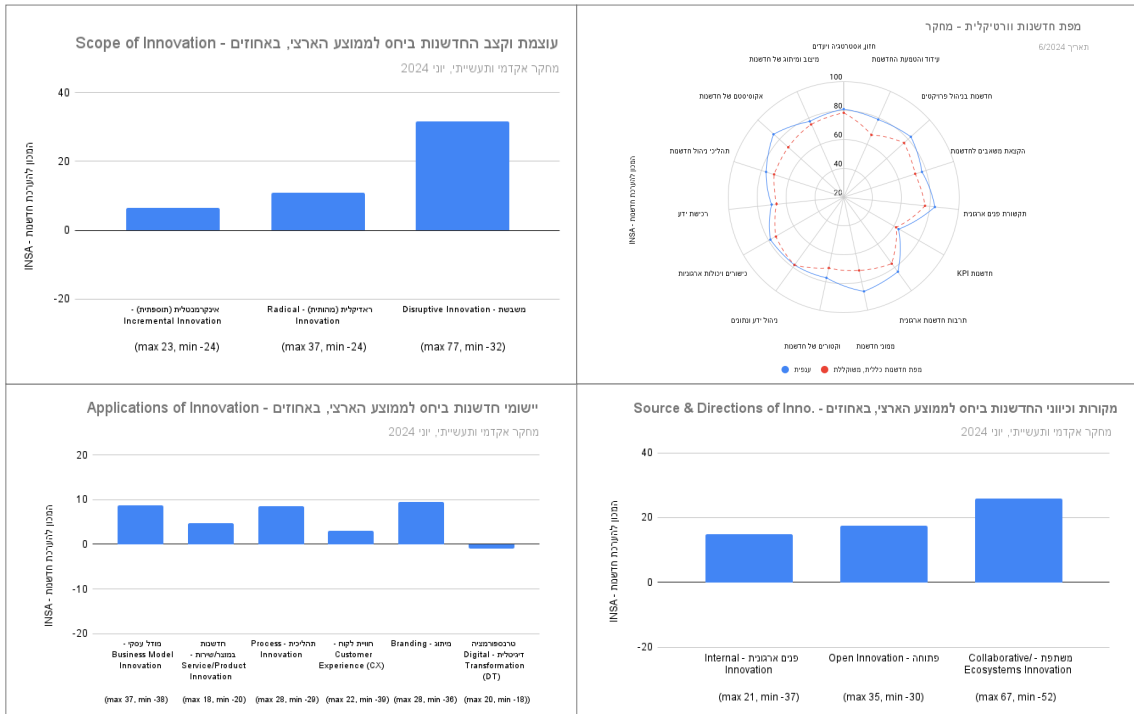 עוצמת וקצב החדשנות ביחס לממוצע הארצי, באחוזים - Scope of Innovation
מחקר אקדמי ותעשייתי, יוני 2024
המכון להערכת חדשנות - INSA
40
20
0
-20
אינקרמנטלית (תוספתית) -
Incremental Innovation
(max 23, min -24)
ראדיקלית (מהותית) - Radical
Innovation
(max 37, min -24)
משבשת - Disruptive Innovation
(max 77, min -32)
מפת חדשנות וורטיקלית - מחקר
תאריך 6/2024
המכון להערכת חדשנות - INSA
חזון, אסטרטגיה ויעדים
עידוד והטמעת החדשנות
חדשנות בניהול פרויקטים
הקצאת משאבים לחדשנות
תקשורת פנים ארגונית
חדשנות KPI
תרבות חדשנות ארגונית
ממוני חדשנות
וקטורים של חדשנות
ניהול ידע ונתונים
כישורים ויכולות ארגוניות
רכישת ידע
תהליכי ניהול חדשנות
אקוסיסטם של חדשנות
מיצוב ומיתוג של חדשנות
100
80
60
40
20
ענפית
מפת חדשנות כללית, משוקללת
יישומי חדשנות ביחס לממוצע הארצי, באחוזים - Applications of Innovation
מחקר אקדמי ותעשייתי, יוני 2024
המכון להערכת חדשנות - INSA
20
10
0
-10
-20
מודל עסקי -
Business Model
Innovation
(max 37, min -38)
חדשנות
במוצר/שירות -
Service/Product
Innovation
(max 18, min -20)
תהליכית - Process
Innovation
(max 28, min -29)
חוויית לקוח -
Customer
Experience (CX)
(max 22, min -39)
מיתוג - Branding
(max 28, min -36)
טרנספורמציה
דיגיטלית - Digital
Transformation
(DT)
(max 20, min -18))
מקורות וכיווני החדשנות ביחס לממוצע הארצי, באחוזים - .Source & Directions of Inno
מחקר אקדמי ותעשייתי, יוני 2024
המכון להערכת חדשנות - INSA
40
20
0
-20
פנים ארגונית - Internal
Innovation
(max 21, min -37)
פתוחה - Open Innovation
(max 35, min -30)
משתפת - /Collaborative
Ecosystems Innovation
(max 67, min -52)